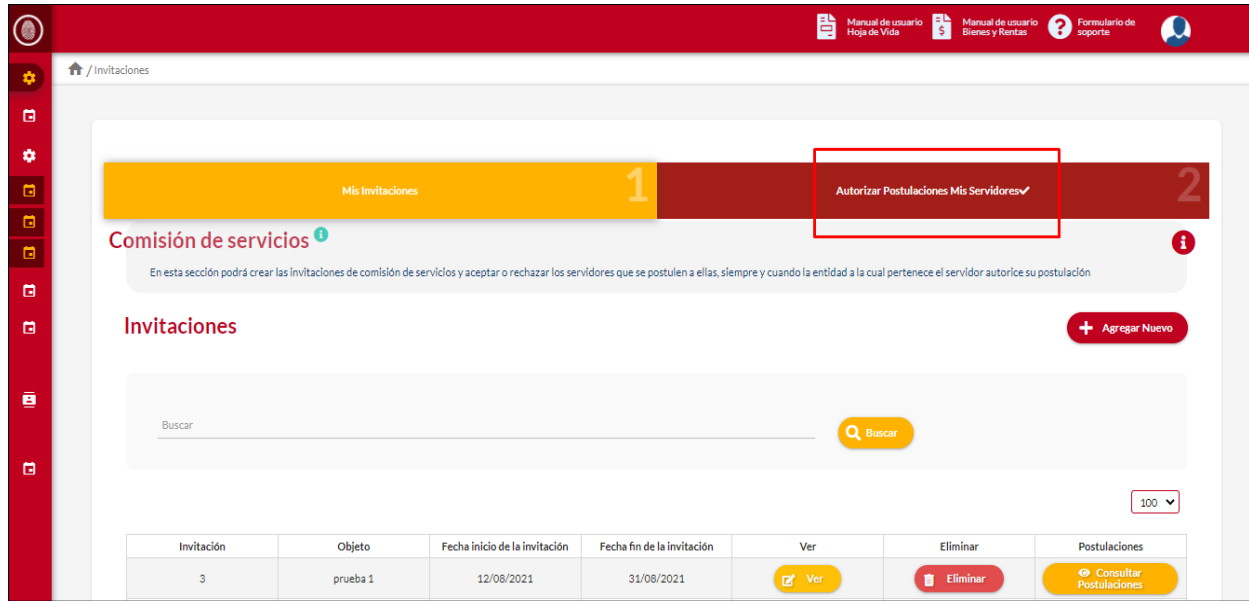 Manual de usuario
Hoja de Vida
Manual de usuario
Bienes y Rentas
Formulario de
soporte
/ Invitaciones
Mis Invitaciones
1
Autorizar Postulaciones Mis Servidores✔
2
Comisión de servicios
En esta sección podrá crear las invitaciones de comisión de servicios y aceptar o rechazar los servidores que se postulen a ellas, siempre y cuando la entidad a la cual pertenece el servidor autorice su postulación
Invitaciones
Agregar Nuevo
Buscar
Buscar
100
Invitación Objeto Fecha inicio de la invitación Fecha fin de la invitación Ver Eliminar Postulaciones
3 prueba 1 12/08/2021 31/08/2021 Ver Eliminar Consultar
Postulaciones